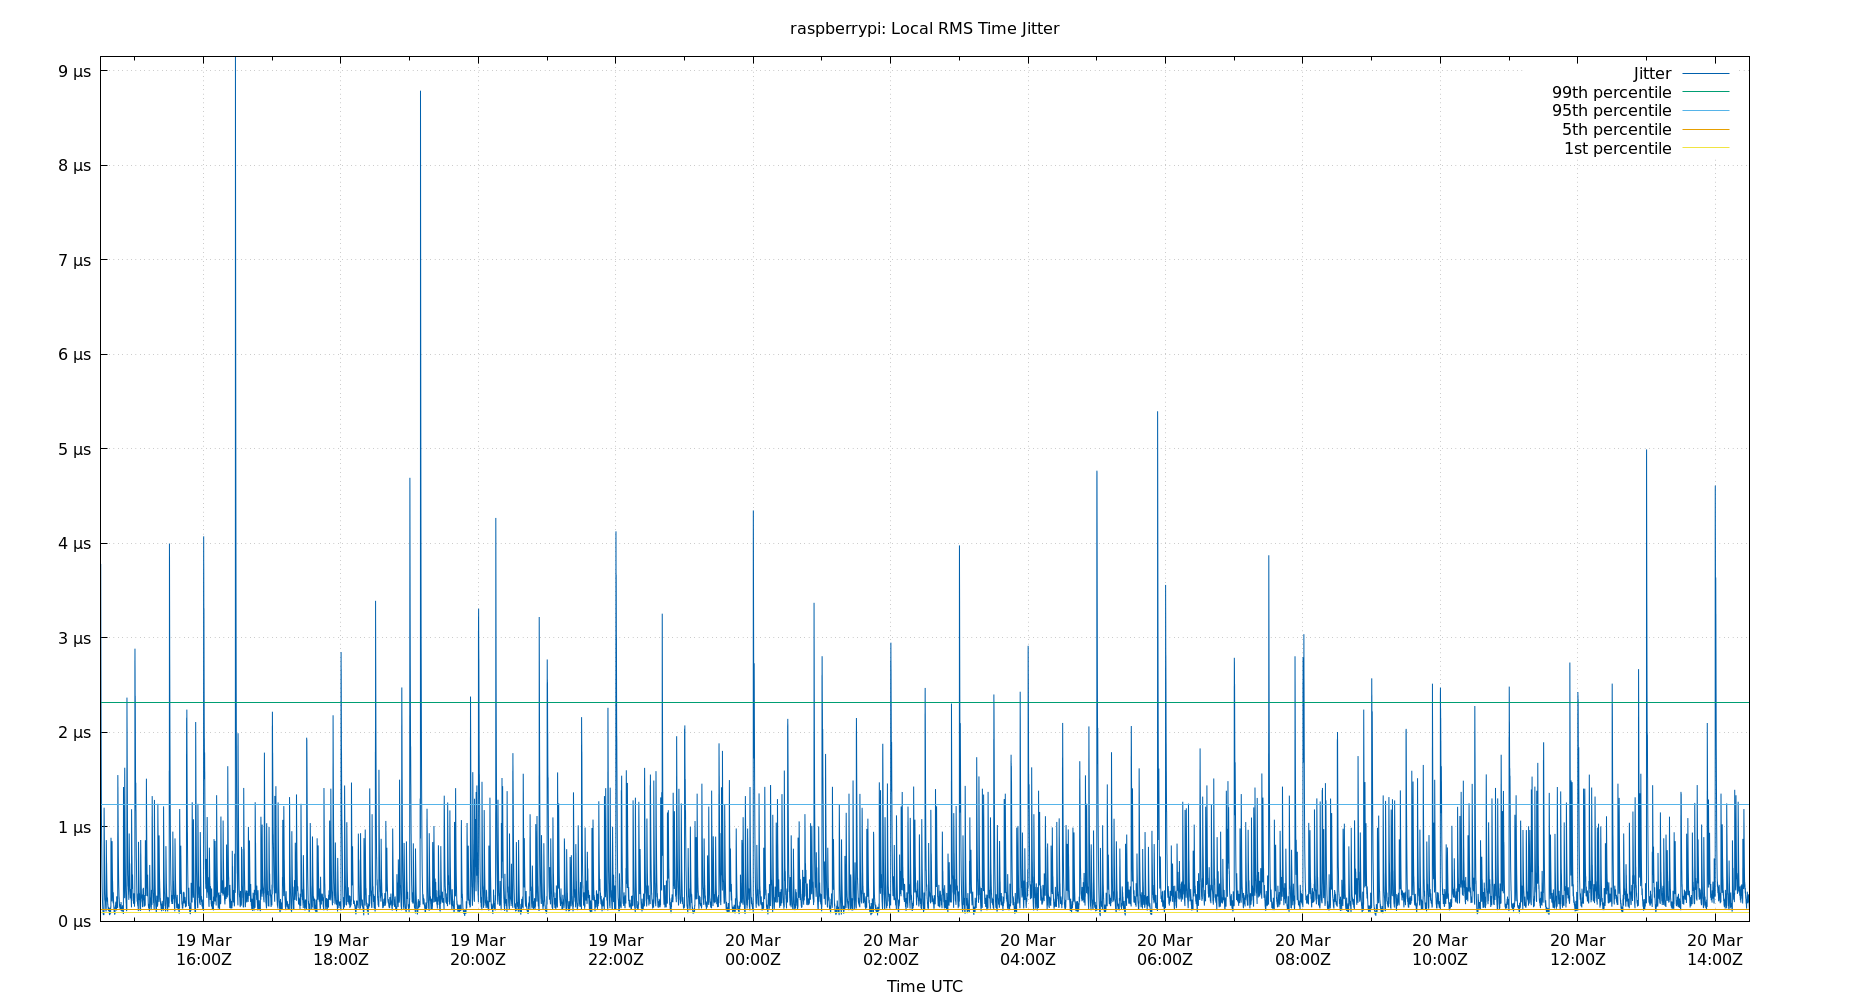 raspberrypi: Local RMS Time Jitter
Jitter
99th percentile
95th percentile
5th percentile
1st percentile
9 µs
8 µs
7 µs
6 µs
5 µs
4 µs
3 µs
2 µs
1 µs
0 µs
19 Mar 19 Mar 19 Mar 19 Mar 20 Mar 20 Mar 20 Mar 20 Mar 20 Mar 20 Mar 20 Mar 20 Mar
16:00Z 18:00Z 20:00Z 22:00Z 00:00Z 02:00Z 04:00Z 06:00Z 08:00Z 10:00Z 12:00Z 14:00Z
Time UTC